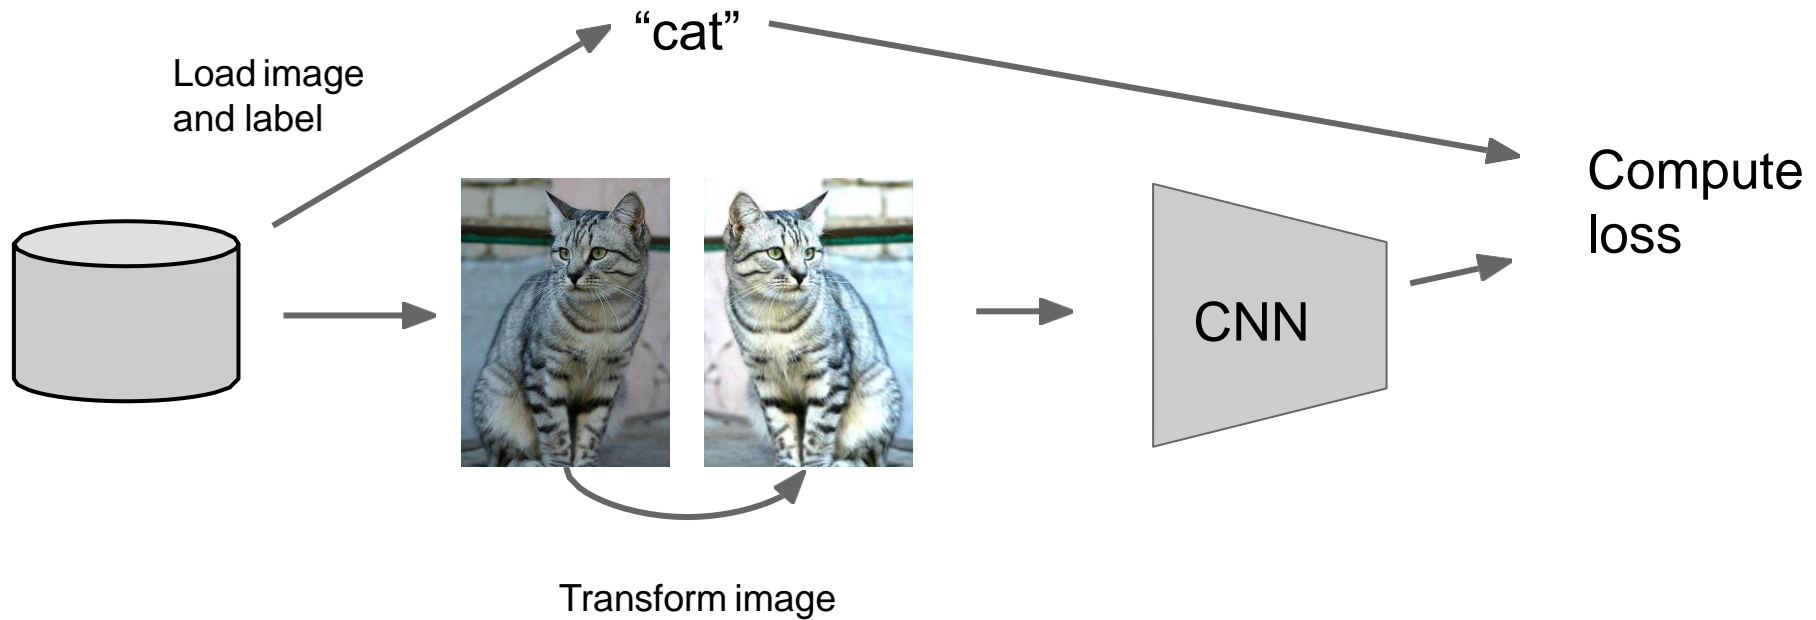 “cat”
Load image
and label
Compute
loss
CNN
Transform image